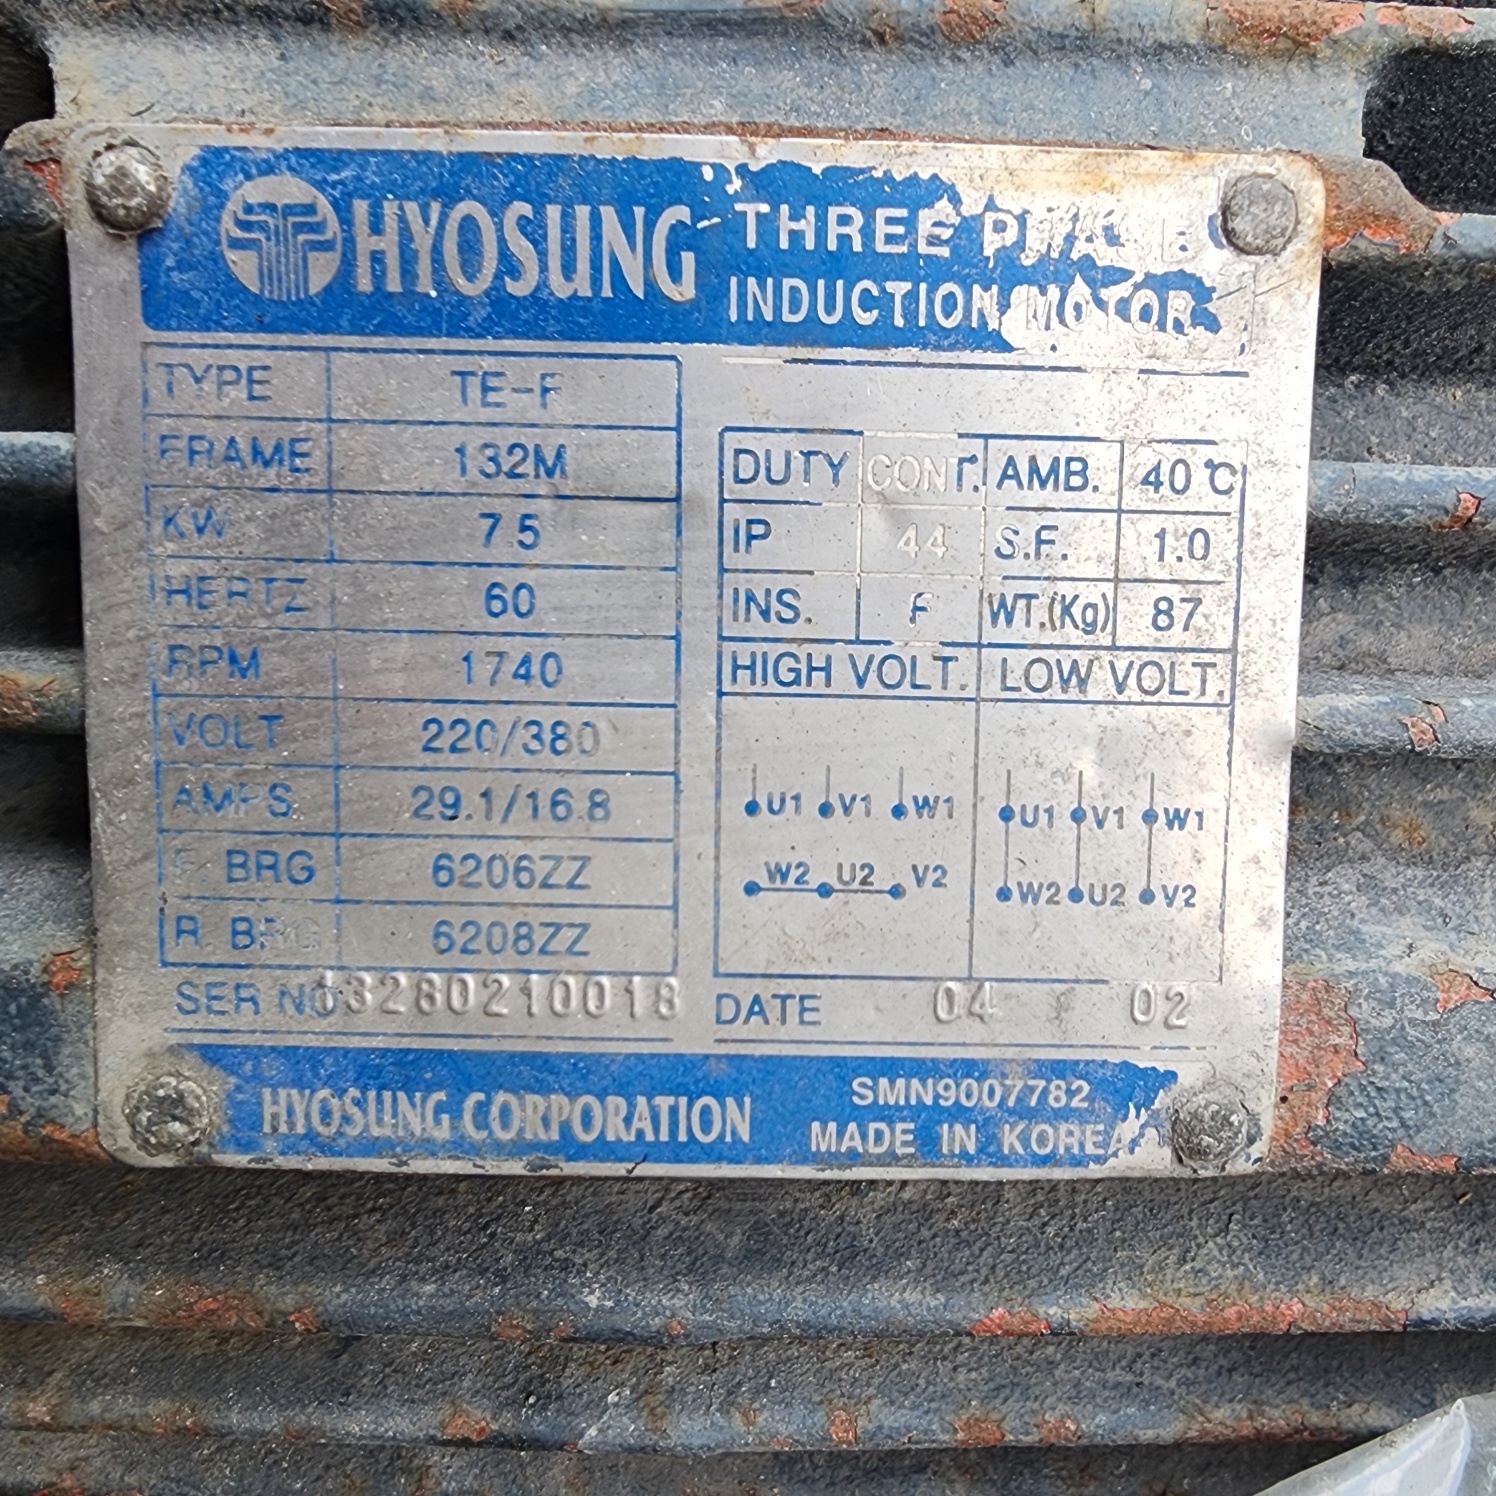 HYOSUNG THREE PHASE
INDUCTION MOTOR
TYPE TE-F
FRAME 132M
KW 7.5
HERTZ 60
RPM 1740
VOLT 220/380
AMPS 29.1/16.8
F. BRG 6206ZZ
R. BRG 6208ZZ
SER NO
DUTY CONT. AMB. 40℃
IP 44 S.F. 1.0
INS. F WT.(Kg) 87
HIGH VOLT. LOW VOLT.
U1 V1 W1 U1 V1 W1
W2 U2 V2 W2 U2 V2
DATE 04 02
HYOSUNG CORPORATION
SMN9007782
MADE IN KOREA